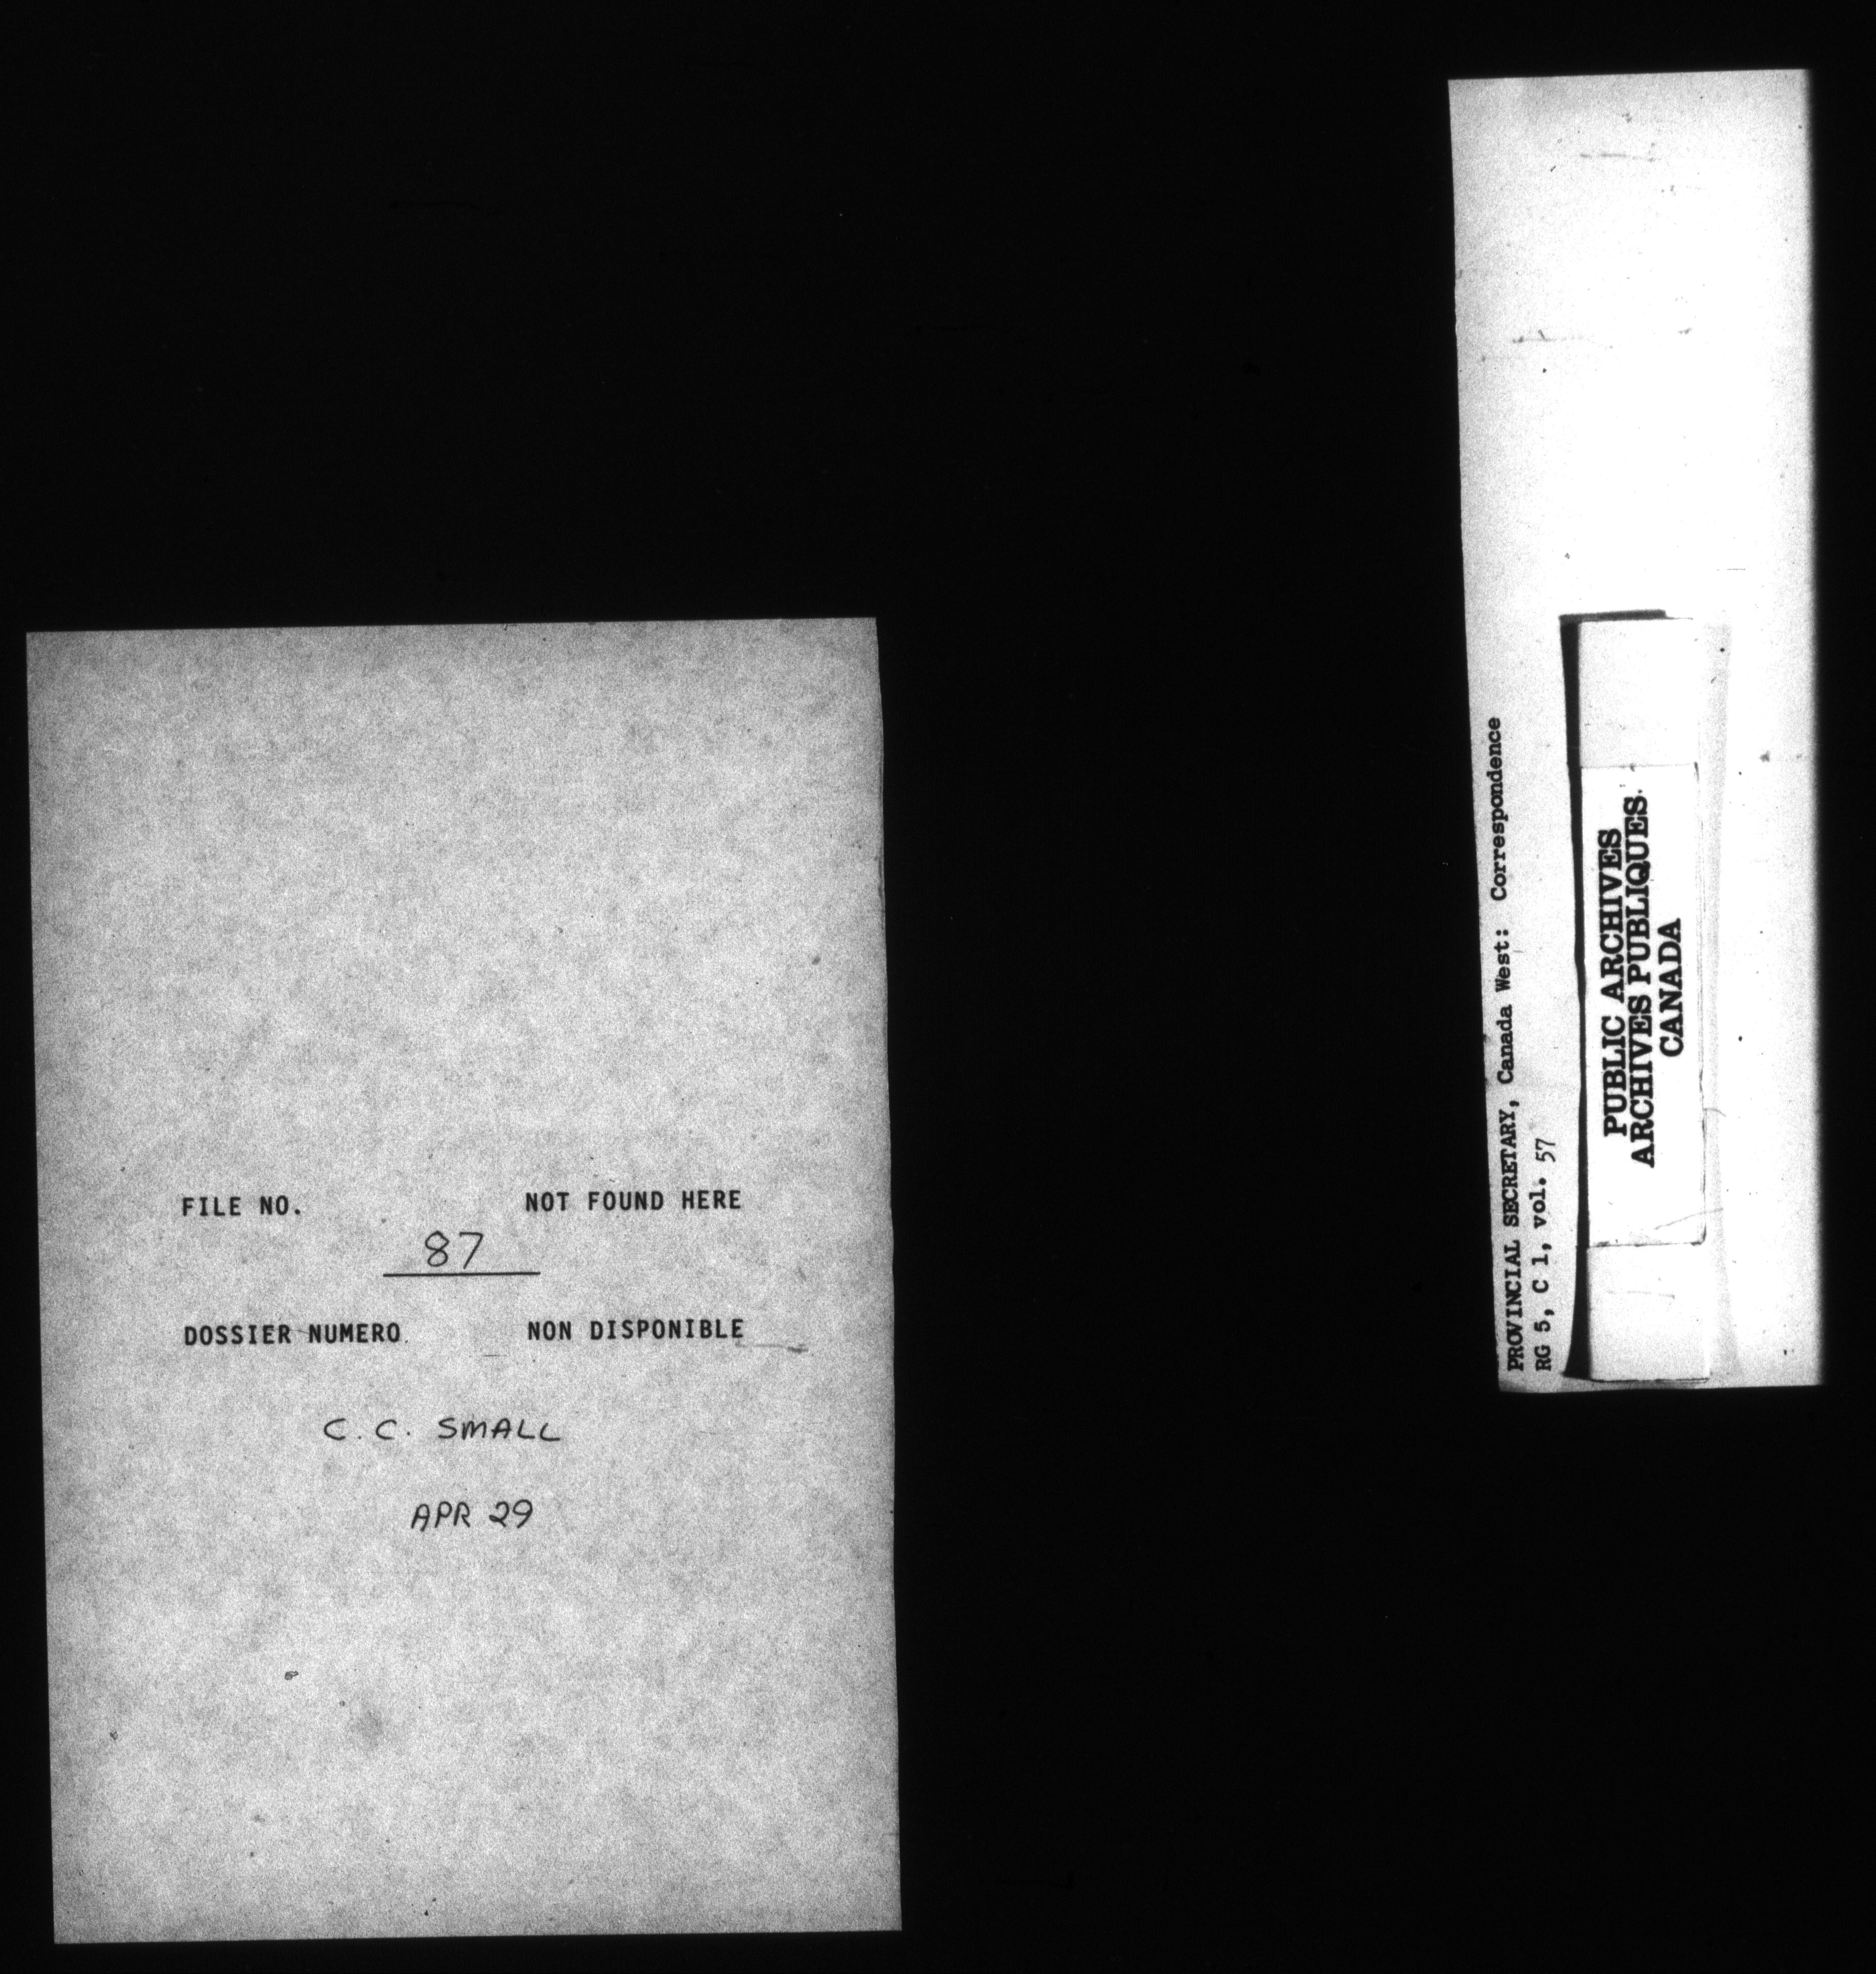 FILE NO. NOT FOUND HERE
87
DOSSIER NUMERO NON DISPONIBLE
C. C. SMALL
APR 29
PROVINCIAL SECRETARY, Canada West: Correspondence
RG 5, C 1, vol. 57
PUBLIC ARCHIVES
ARCHIVES PUBLIQUES
CANADA